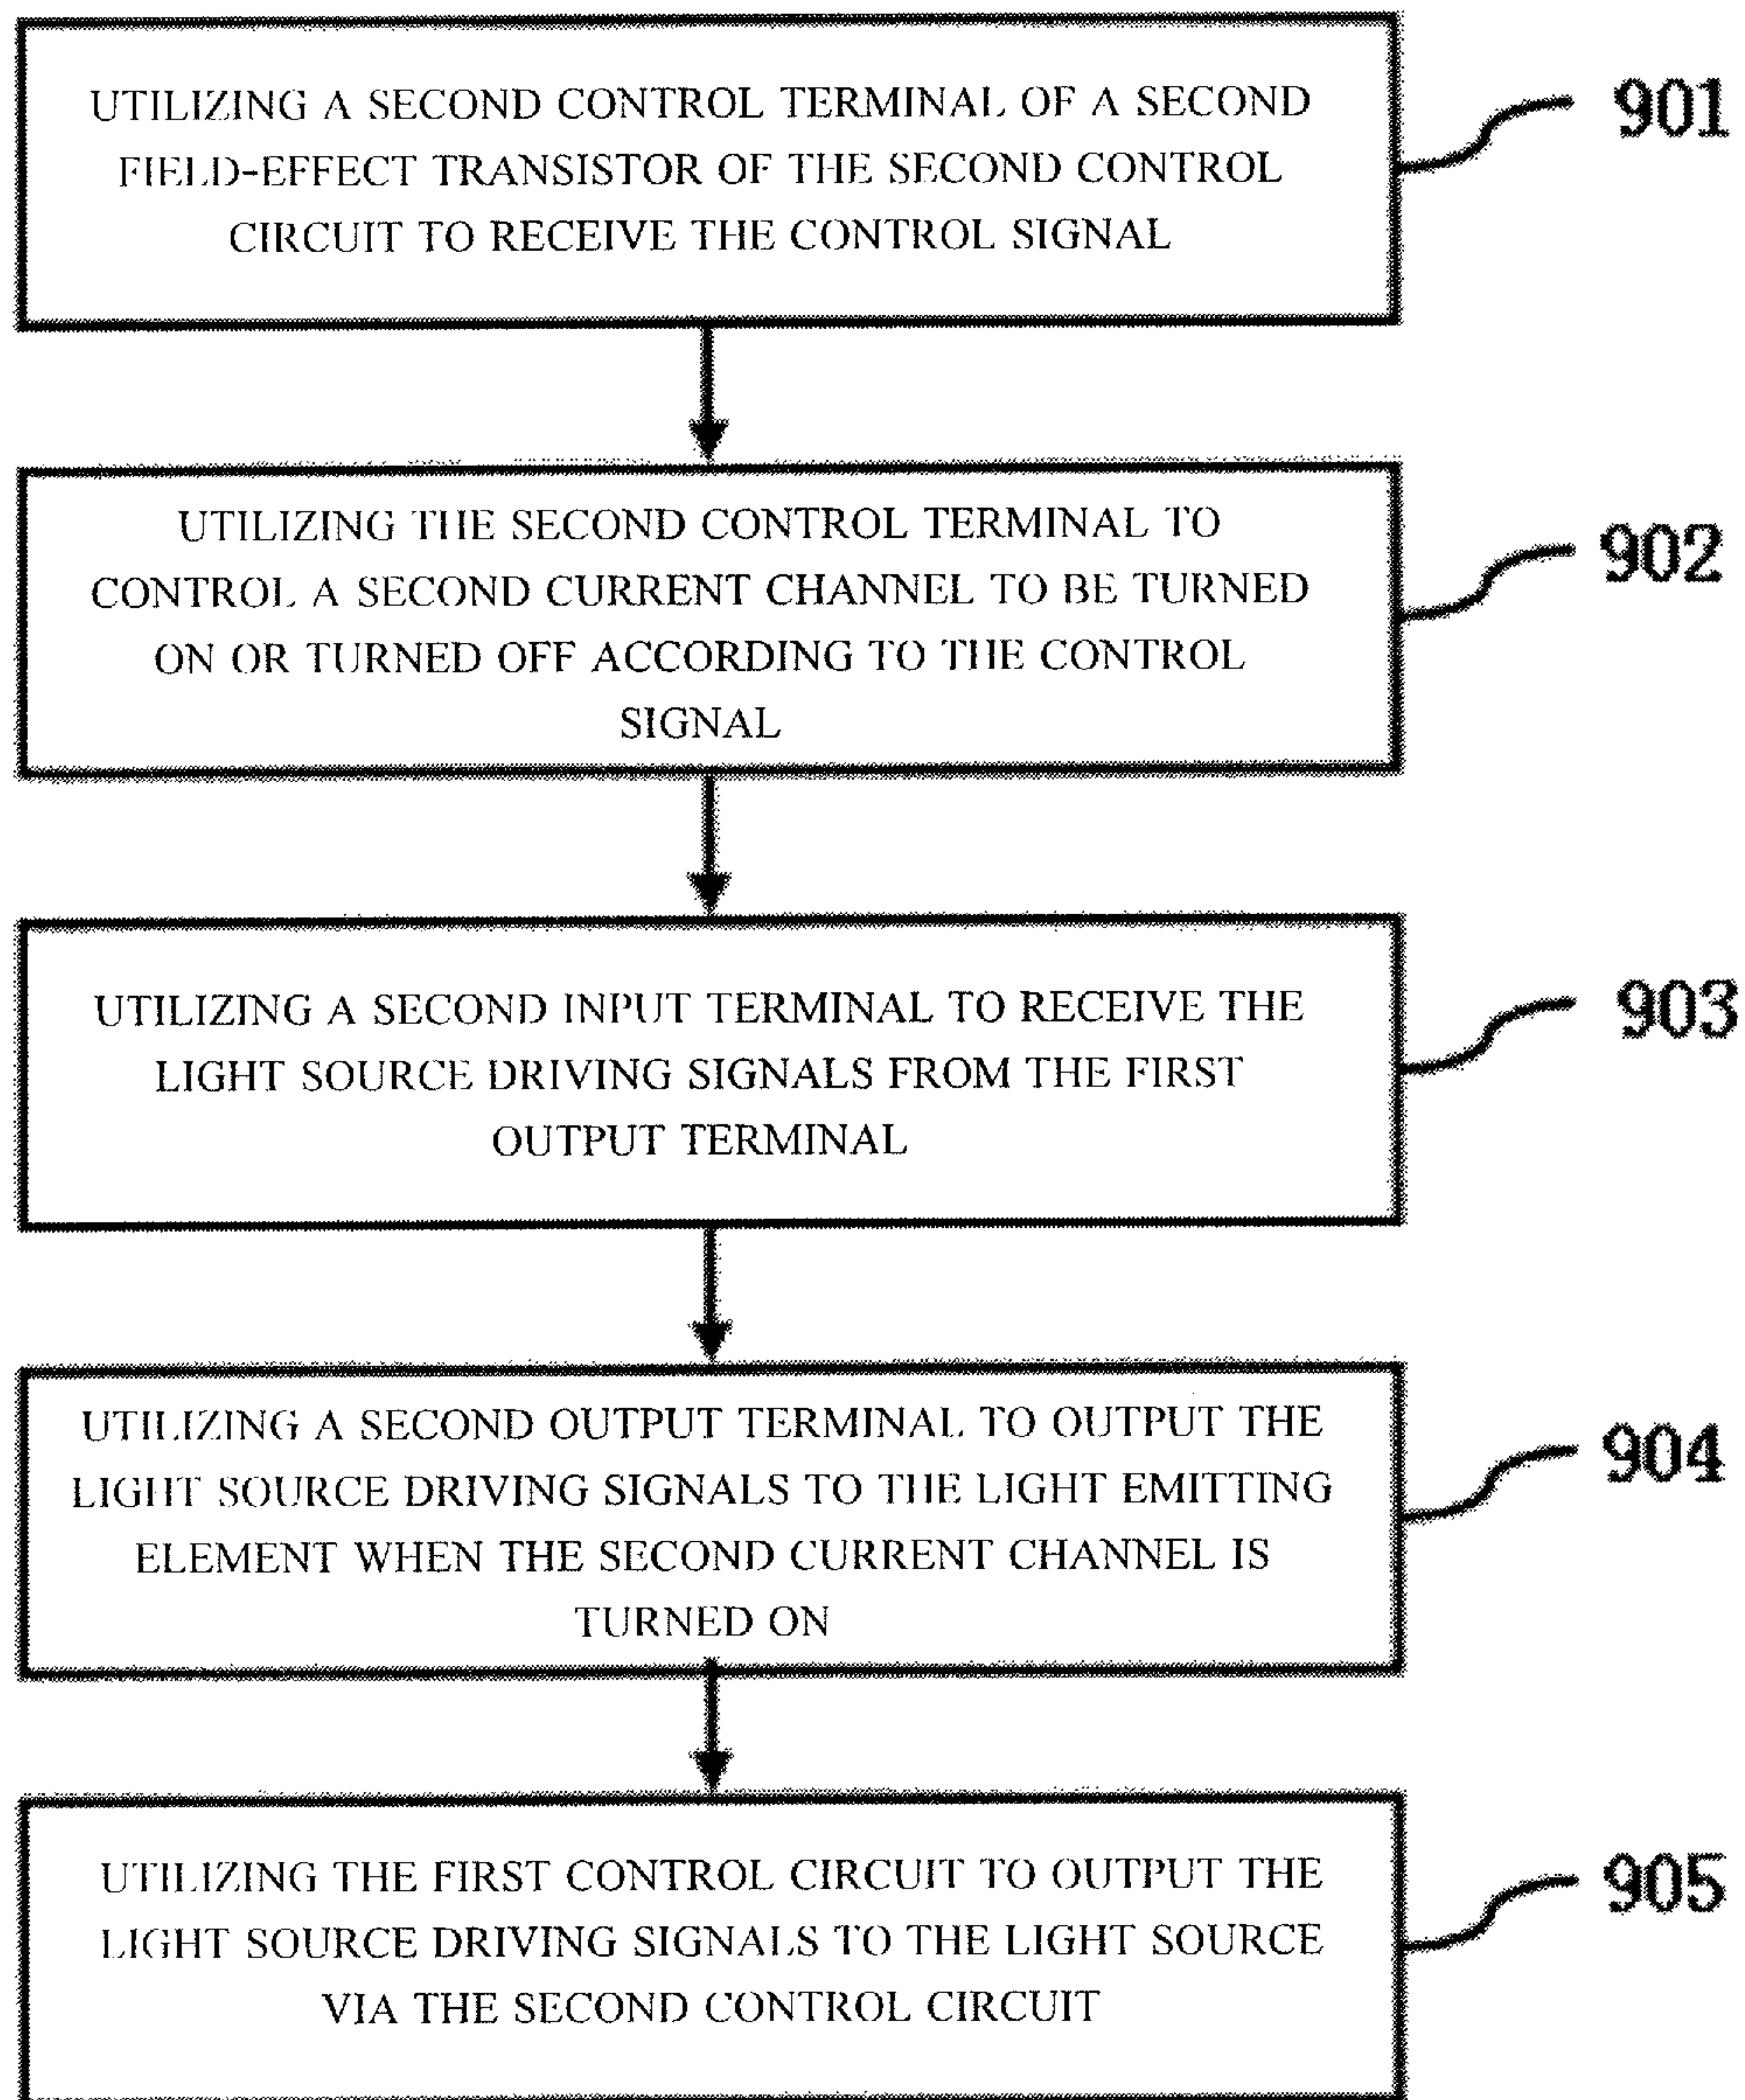 UTILIZING A SECOND CONTROL TERMINAL OF A SECOND
FIELD-EFFECT TRANSISTOR OF THE SECOND CONTROL
CIRCUIT TO RECEIVE THE CONTROL SIGNAL
901
UTILIZING THE SECOND CONTROL TERMINAL TO
CONTROL A SECOND CURRENT CHANNEL TO BE TURNED
ON OR TURNED OFF ACCORDING TO THE CONTROL
SIGNAL
902
UTILIZING A SECOND INPUT TERMINAL TO RECEIVE THE
LIGHT SOURCE DRIVING SIGNALS FROM THE FIRST
OUTPUT TERMINAL
903
UTILIZING A SECOND OUTPUT TERMINAL TO OUTPUT THE
LIGHT SOURCE DRIVING SIGNALS TO THE LIGHT EMITTING
ELEMENT WHEN THE SECOND CURRENT CHANNEL IS
TURNED ON
904
UTILIZING THE FIRST CONTROL CIRCUIT TO OUTPUT THE
LIGHT SOURCE DRIVING SIGNALS TO THE LIGHT SOURCE
VIA THE SECOND CONTROL CIRCUIT
905